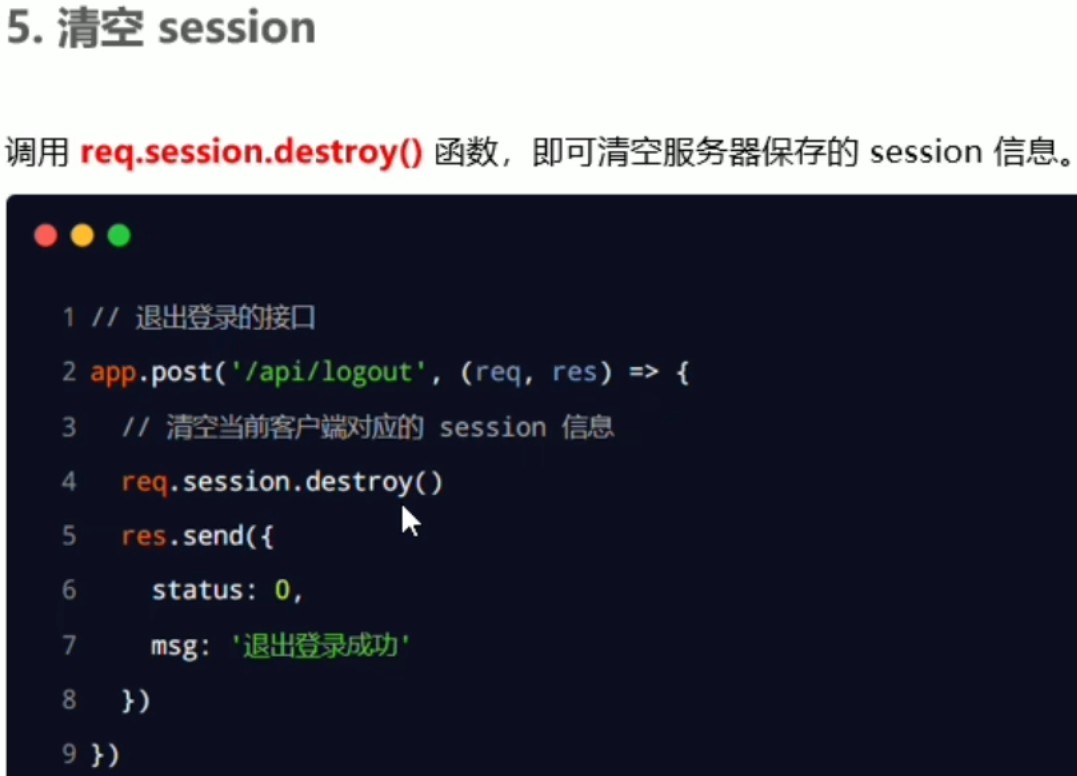 5. 清空 session
调用 req.session.destroy() 函数，即可清空服务器保存的 session 信息。
1 // 退出登录的接口
2 app.post('/api/logout', (req, res) => {
3 // 清空当前客户端对应的 session 信息
4 req.session.destroy()
5 res.send({
6 status: 0,
7 msg: '退出登录成功'
8 })
9 })